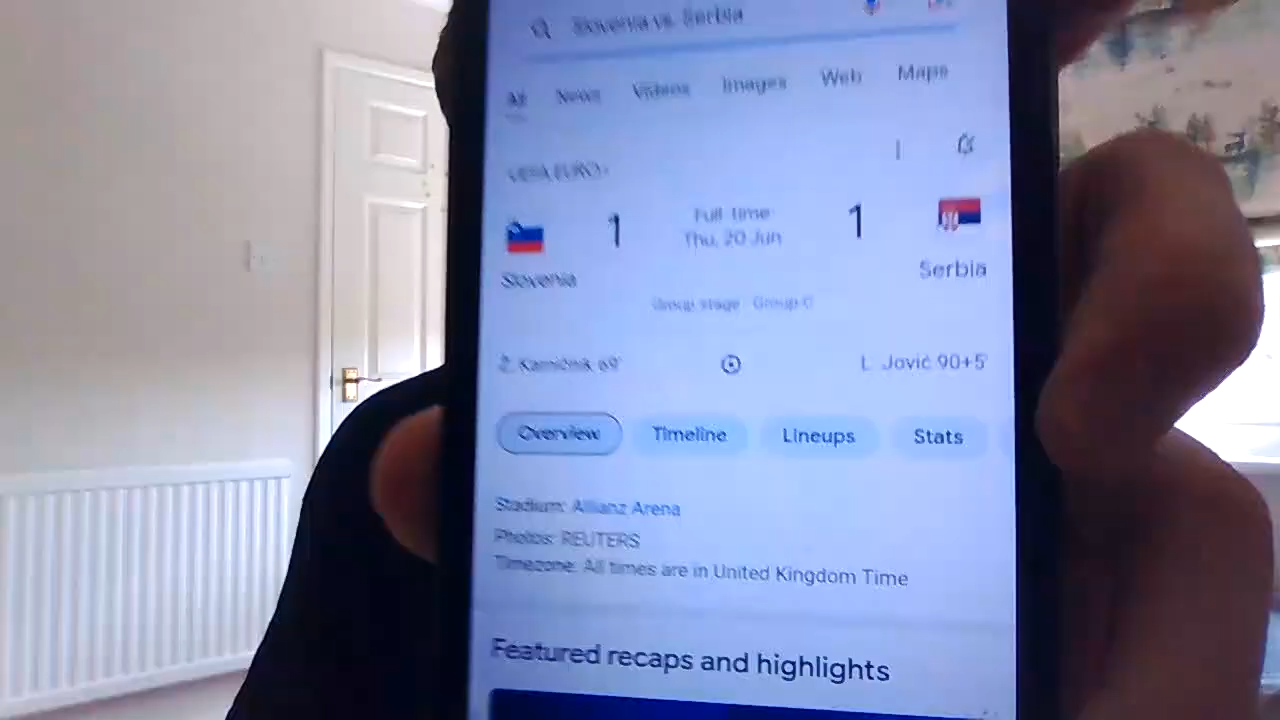 Slovenia vs. Serbia
All News Videos Images Web Maps
UEFA EURO
1 Full-time 1
Thu, 20 Jun
Slovenia Serbia
Group stage · Group C
Ž. Karničnik 69' L. Jović 90+5'
Overview Timeline Lineups Stats
Stadium: Allianz Arena
Photos: REUTERS
Timezone: All times are in United Kingdom Time
Featured recaps and highlights